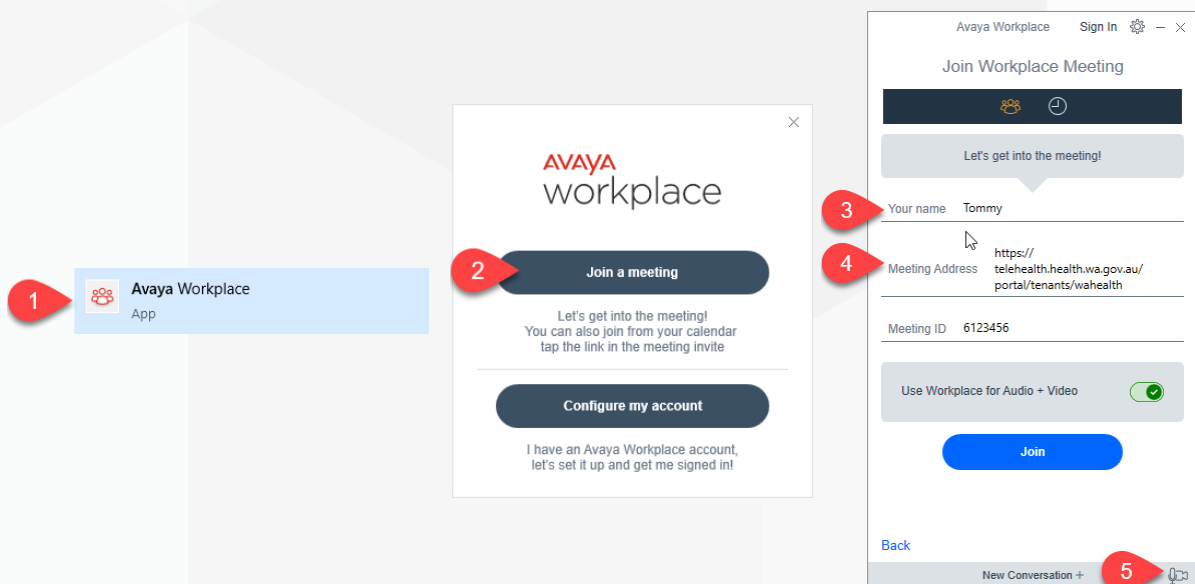 1
Avaya Workplace
App
AVAYA
workplace
2
Join a meeting
Let's get into the meeting!
You can also join from your calendar
tap the link in the meeting invite
Configure my account
I have an Avaya Workplace account,
let's set it up and get me signed in!
Avaya Workplace Sign In
Join Workplace Meeting
Let's get into the meeting!
3
Your name Tommy
4
Meeting Address
https://
telehealth.health.wa.gov.au/
portal/tenants/wahealth
Meeting ID 6123456
Use Workplace for Audio + Video
Join
Back
New Conversation +
5